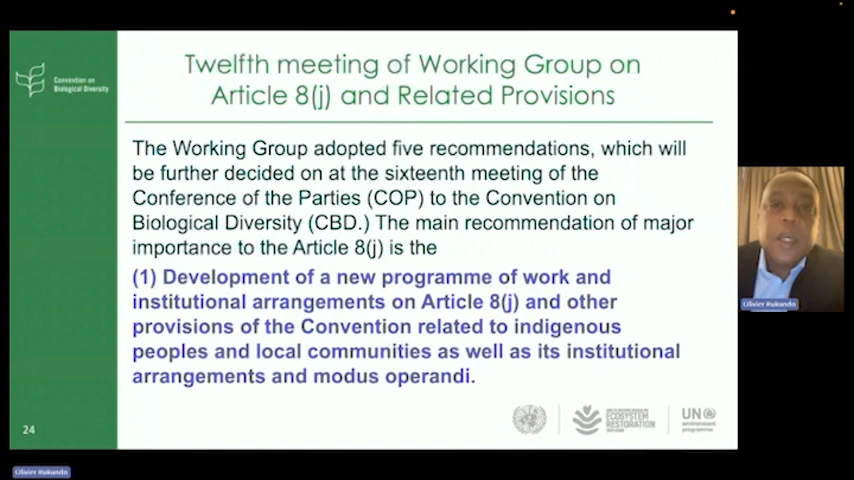 Twelfth meeting of Working Group on
Article 8(j) and Related Provisions
Convention on
Biological Diversity
The Working Group adopted five recommendations, which will
be further decided on at the sixteenth meeting of the
Conference of the Parties (COP) to the Convention on
Biological Diversity (CBD.) The main recommendation of major
importance to the Article 8(j) is the
(1) Development of a new programme of work and
institutional arrangements on Article 8(j) and other
provisions of the Convention related to indigenous
peoples and local communities as well as its institutional
arrangements and modus operandi.
24
ECOSYSTEM
RESTORATION
UN
environment
programme
Olivier Rukundo
Olivier Rukundo